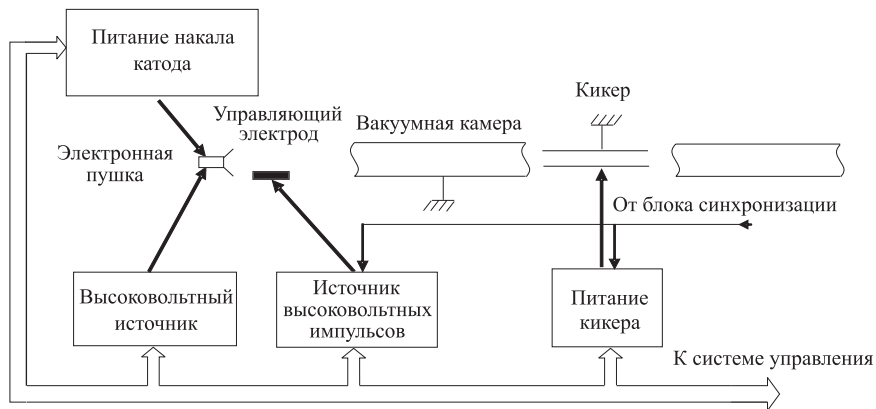 Питание накала
катода
Управляющий
электрод
Электронная
пушка
Вакуумная камера
Кикер
От блока синхронизации
Высоковольтный
источник
Источник
высоковольтных
импульсов
Питание
кикера
К системе управления